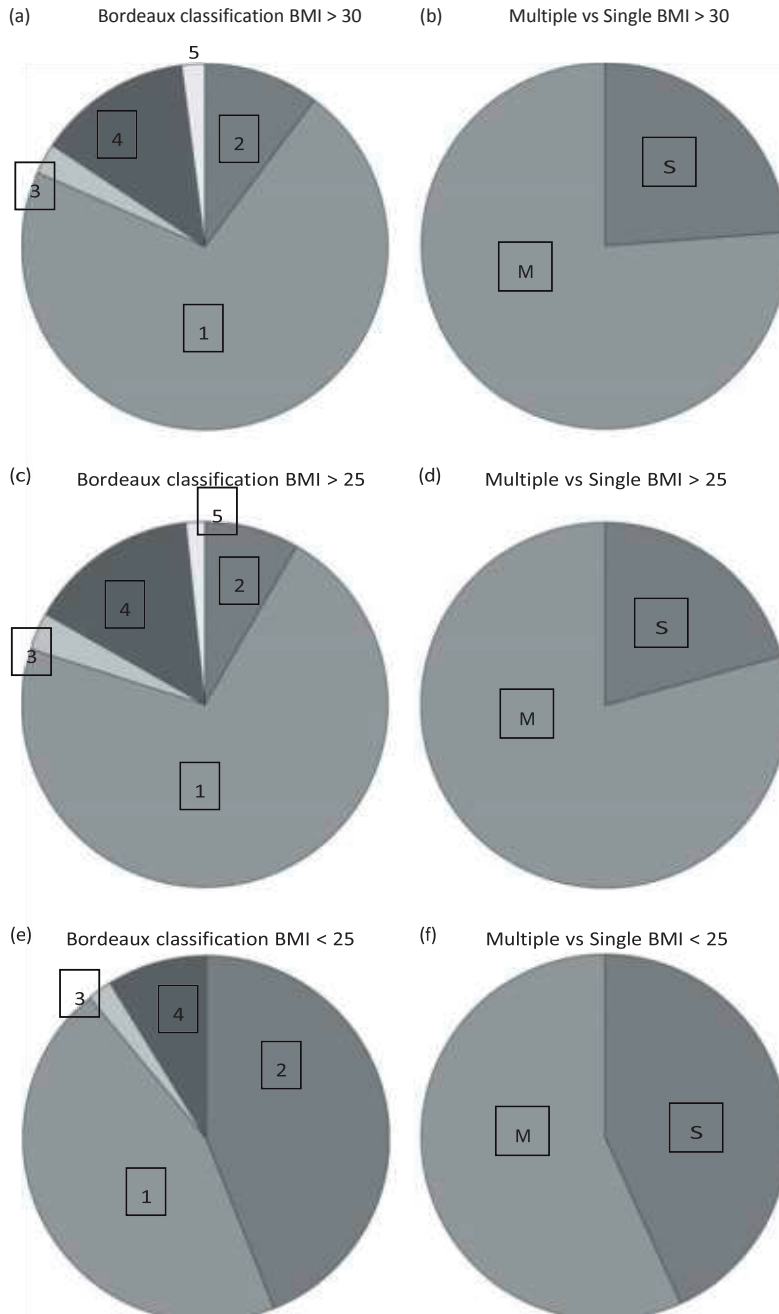 (a) Bordeaux classification BMI > 30
5
4
2
3
1
(b) Multiple vs Single BMI > 30
S
M
(c) Bordeaux classification BMI > 25
5
2
4
3
1
(d) Multiple vs Single BMI > 25
S
M
(e) Bordeaux classification BMI < 25
3
4
2
1
(f) Multiple vs Single BMI < 25
M
S